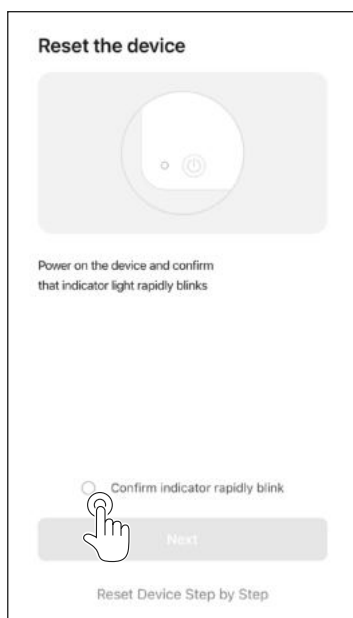 Reset the device
Power on the device and confirm
that indicator light rapidly blinks
Confirm indicator rapidly blink
Next
Reset Device Step by Step